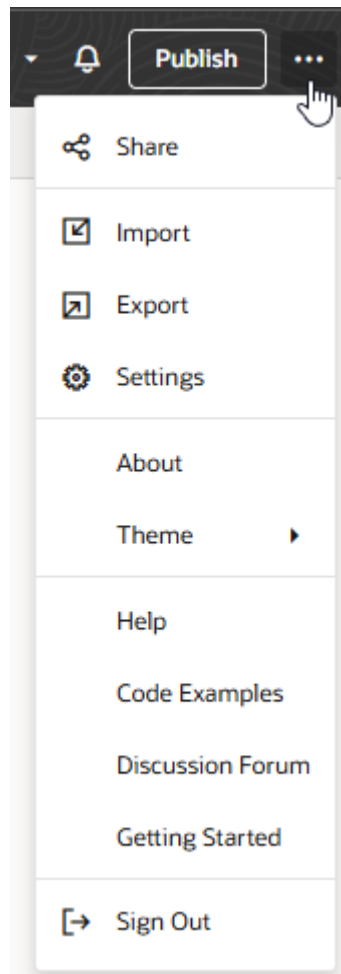 Publish
Share
Import
Export
Settings
About
Theme
Help
Code Examples
Discussion Forum
Getting Started
Sign Out